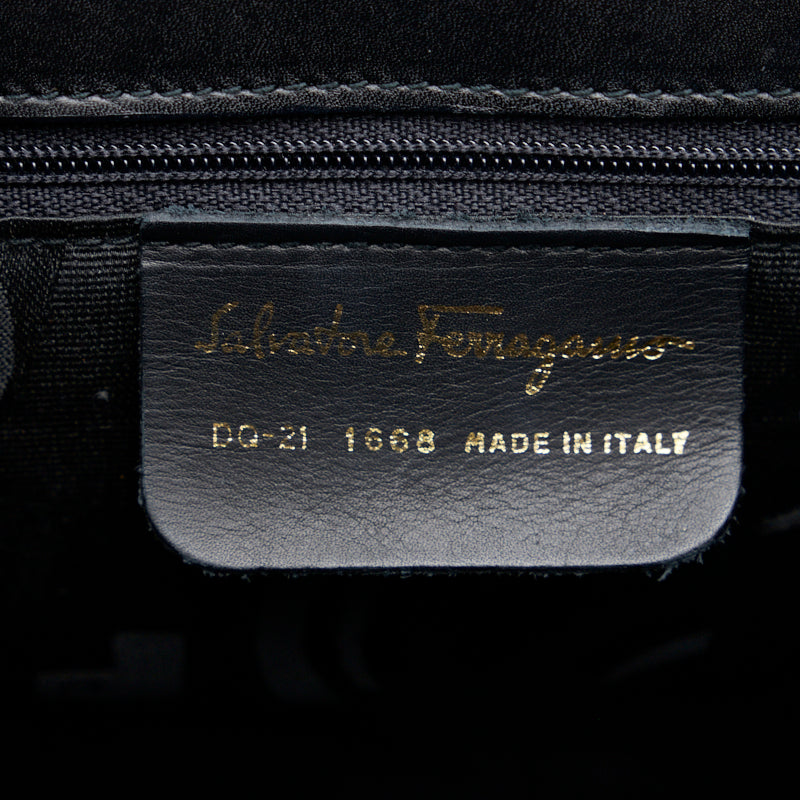 Salvatore Ferragamo
DQ-21 1668 MADE IN ITALY